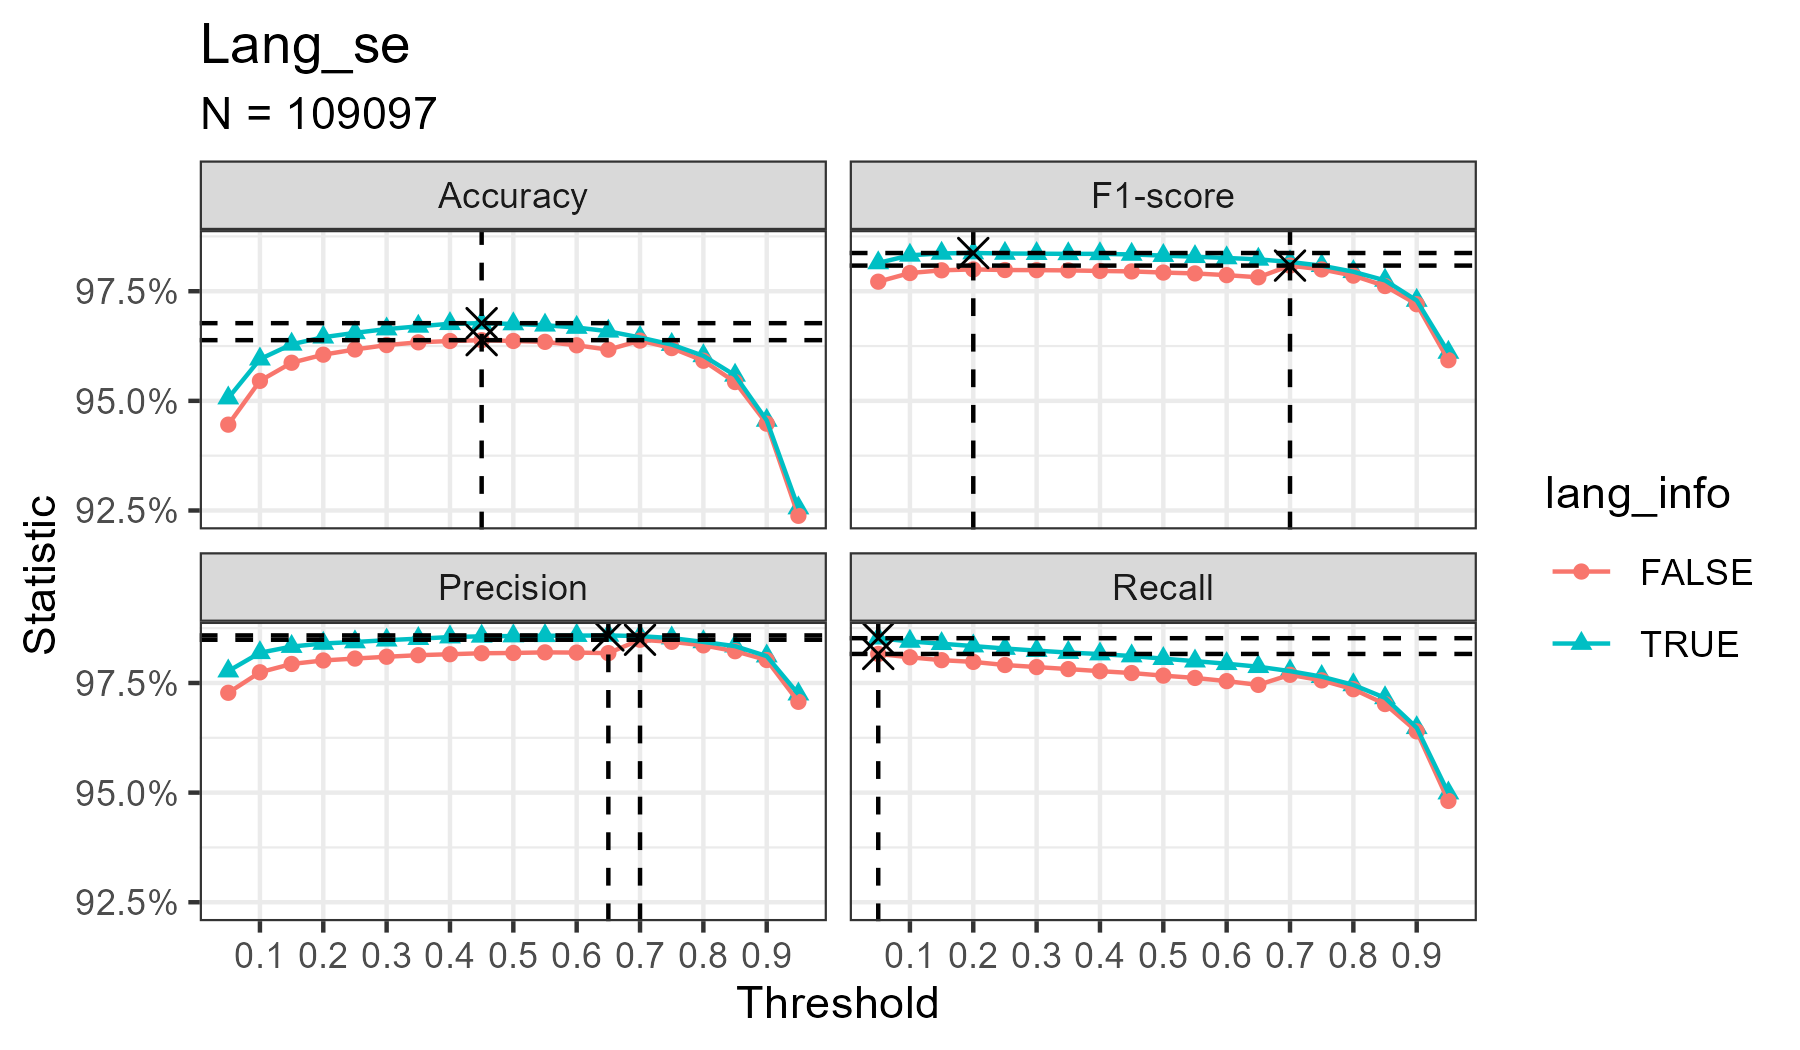 Lang_se
N = 109097
Accuracy
F1-score
97.5%
95.0%
92.5%
Precision
Recall
97.5%
95.0%
92.5%
0.1 0.2 0.3 0.4 0.5 0.6 0.7 0.8 0.9
0.1 0.2 0.3 0.4 0.5 0.6 0.7 0.8 0.9
Threshold
Statistic
lang_info
FALSE
TRUE